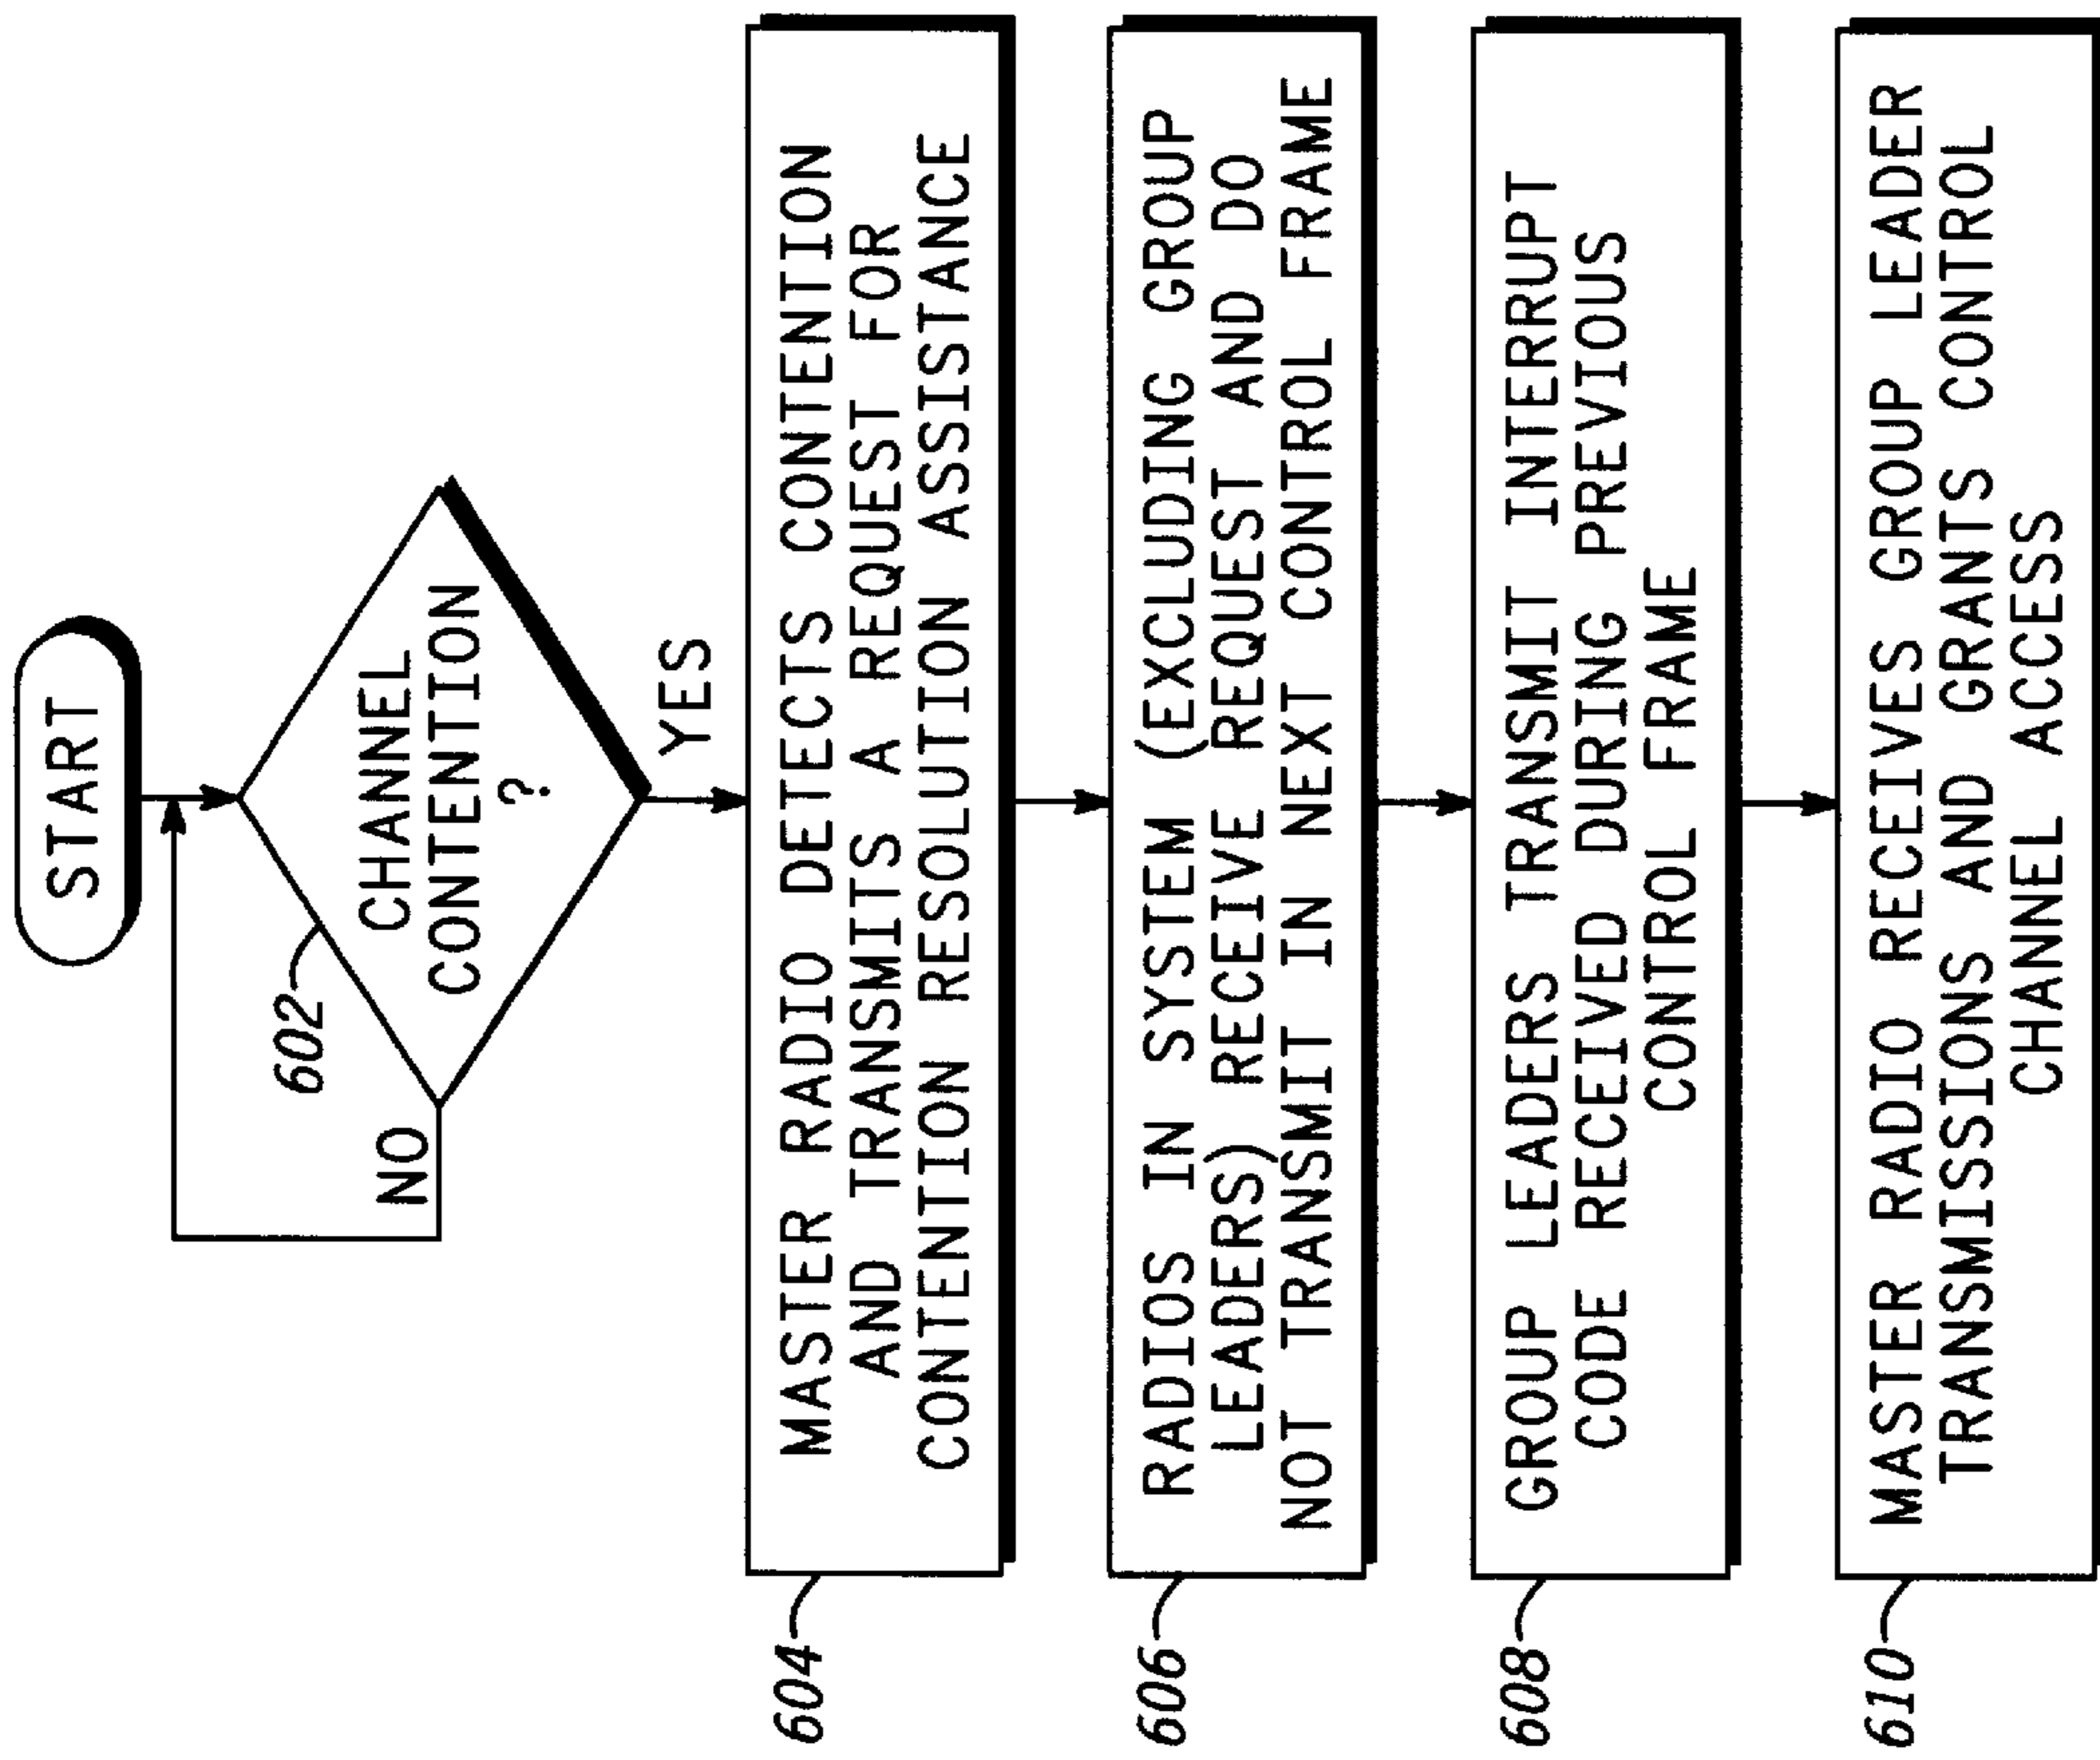 START
602
CHANNEL
CONTENTION
?
NO
YES
604
MASTER RADIO DETECTS CONTENTION
AND TRANSMITS A REQUEST FOR
CONTENTION RESOLUTION ASSISTANCE
606
RADIOS IN SYSTEM (EXCLUDING GROUP
LEADERS) RECEIVE REQUEST AND DO
NOT TRANSMIT IN NEXT CONTROL FRAME
608
GROUP LEADERS TRANSMIT INTERRUPT
CODE RECEIVED DURING PREVIOUS
CONTROL FRAME
610
MASTER RADIO RECEIVES GROUP LEADER
TRANSMISSIONS AND GRANTS CONTROL
CHANNEL ACCESS